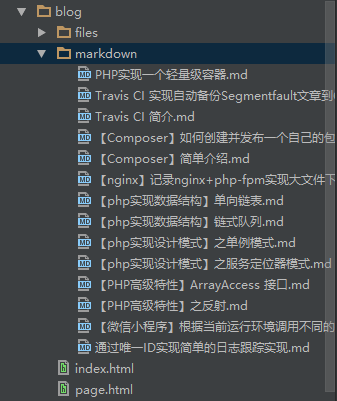 blog
files
markdown
PHP实现一个轻量级容器.md
Travis CI 实现自动备份Segmentfault文章到
Travis CI 简介.md
【Composer】如何创建并发布一个自己的包
【Composer】简单介绍.md
【nginx】记录nginx+php-fpm实现大文件下
【php实现数据结构】单向链表.md
【php实现数据结构】链式队列.md
【php实现设计模式】之单例模式.md
【php实现设计模式】之服务定位器模式.md
【PHP高级特性】ArrayAccess 接口.md
【PHP高级特性】之反射.md
【微信小程序】根据当前运行环境调用不同的
通过唯一ID实现简单的日志跟踪实现.md
index.html
page.html